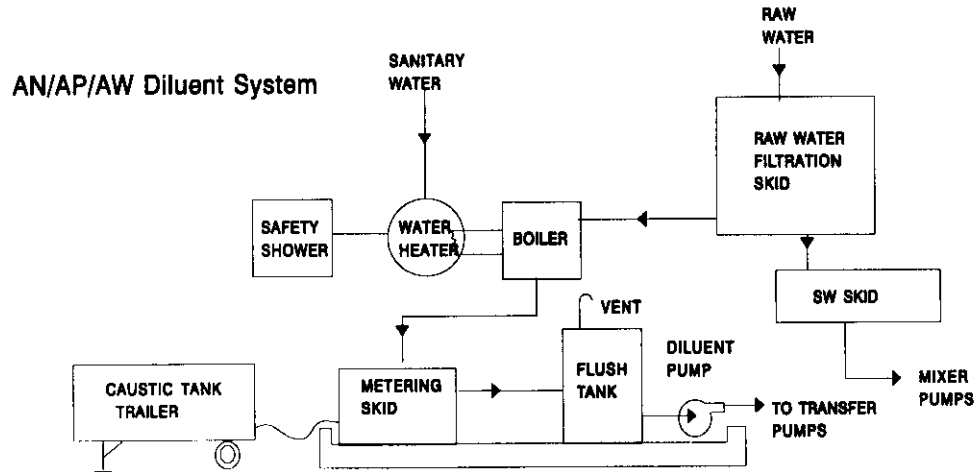 RAW
WATER
SANITARY
WATER
AN/AP/AW Diluent System
RAW WATER
FILTRATION
SKID
SAFETY
SHOWER
WATER
HEATER
BOILER
SW SKID
VENT
DILUENT
PUMP
CAUSTIC TANK
TRAILER
METERING
SKID
FLUSH
TANK
MIXER
PUMPS
TO TRANSFER
PUMPS